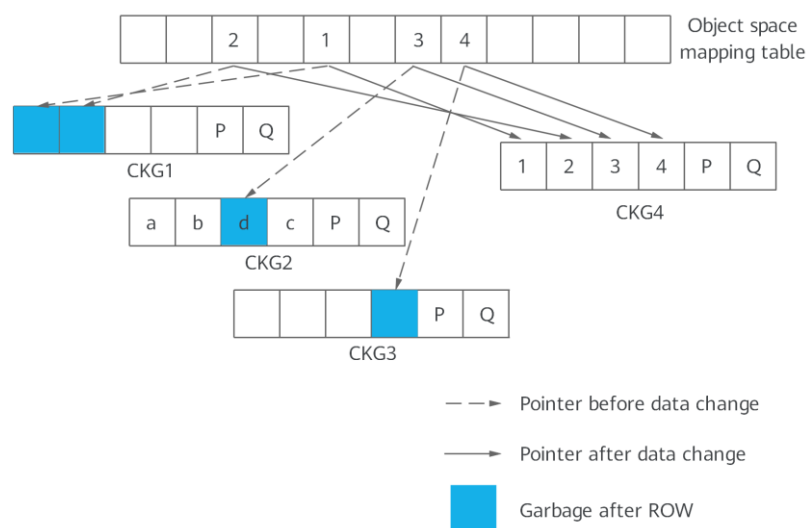 Object space
mapping table
2 1 3 4
P Q
CKG1
1 2 3 4 P Q
CKG4
a b d c P Q
CKG2
P Q
CKG3
Pointer before data change
Pointer after data change
Garbage after ROW